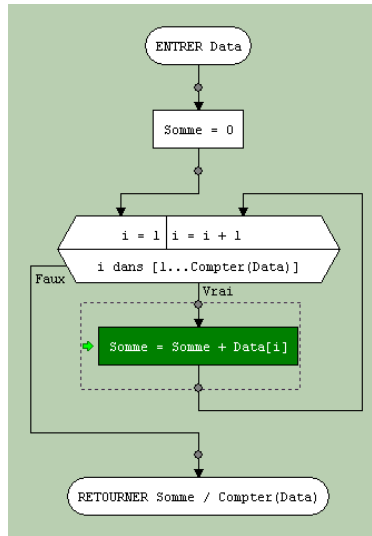 ENTRER Data
Somme = 0
i = 1
i = i + 1
i dans [1...Compter(Data)]
Faux
Vrai
Somme = Somme + Data[i]
RETOURNER Somme / Compter(Data)